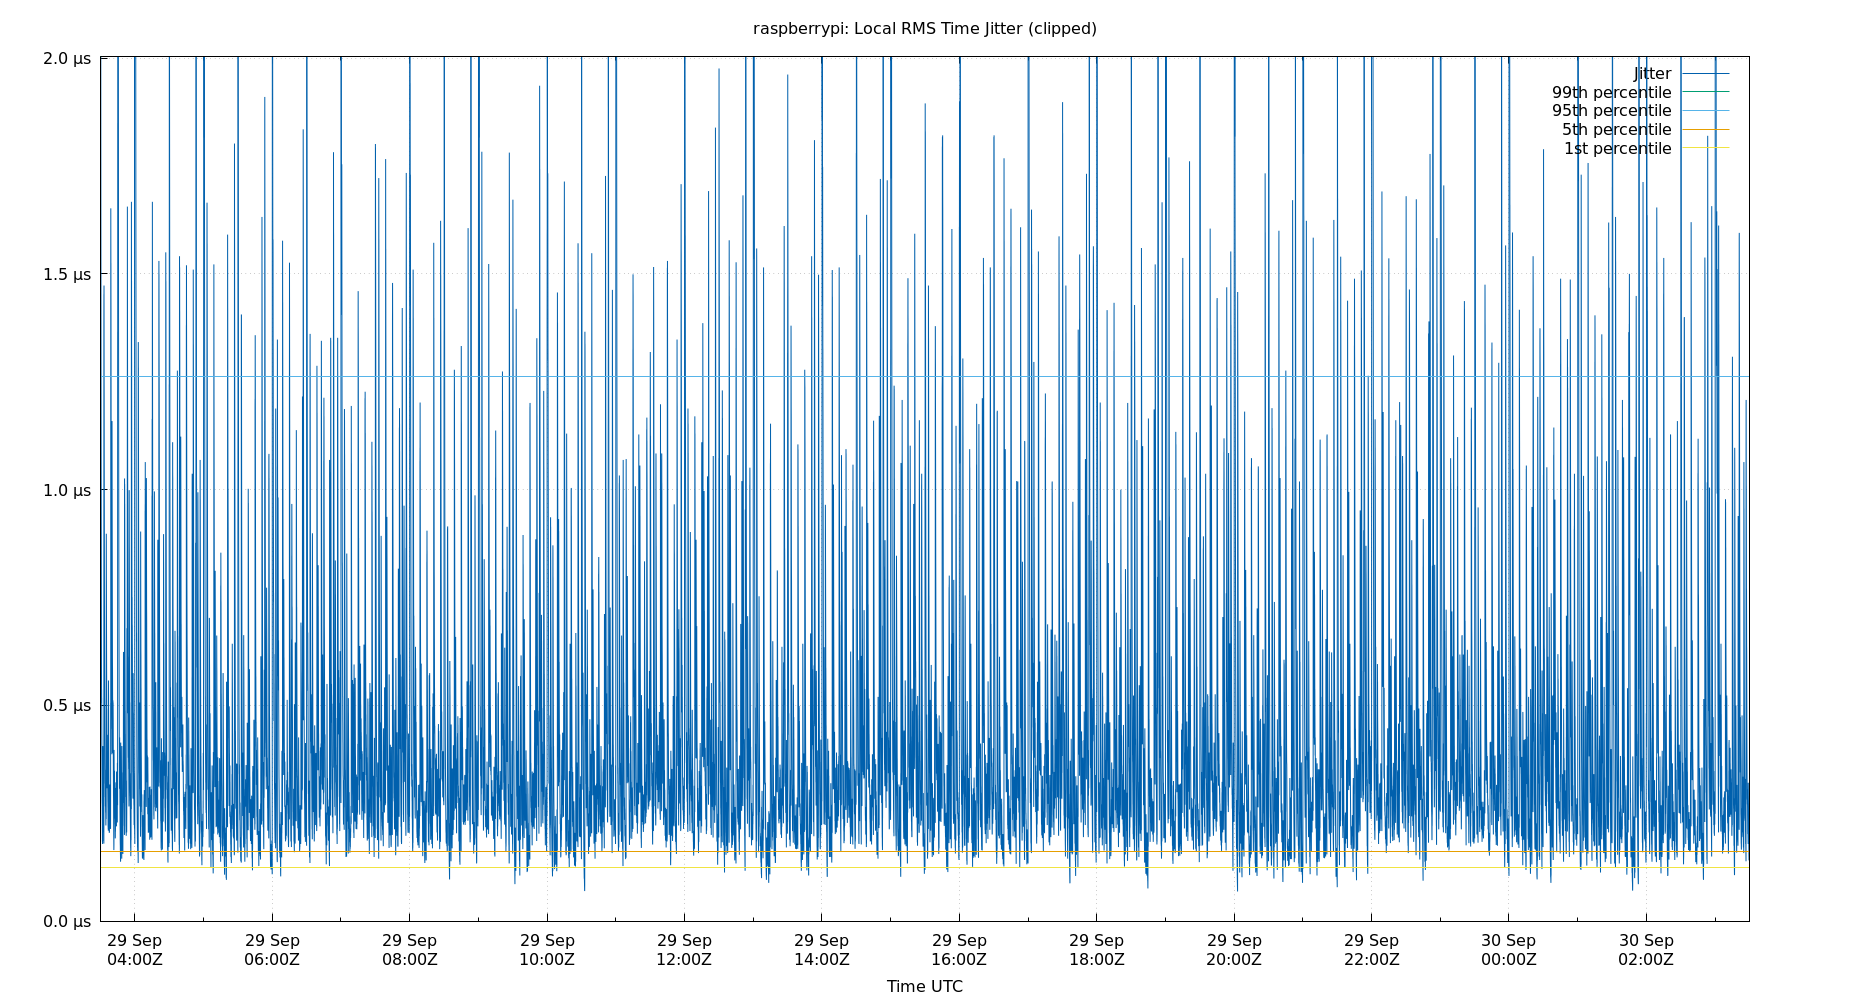 raspberrypi: Local RMS Time Jitter (clipped)
2.0 µs
1.5 µs
1.0 µs
0.5 µs
0.0 µs
Jitter
99th percentile
95th percentile
5th percentile
1st percentile
29 Sep 29 Sep 29 Sep 29 Sep 29 Sep 29 Sep 29 Sep 29 Sep 29 Sep 29 Sep 30 Sep 30 Sep
04:00Z 06:00Z 08:00Z 10:00Z 12:00Z 14:00Z 16:00Z 18:00Z 20:00Z 22:00Z 00:00Z 02:00Z
Time UTC